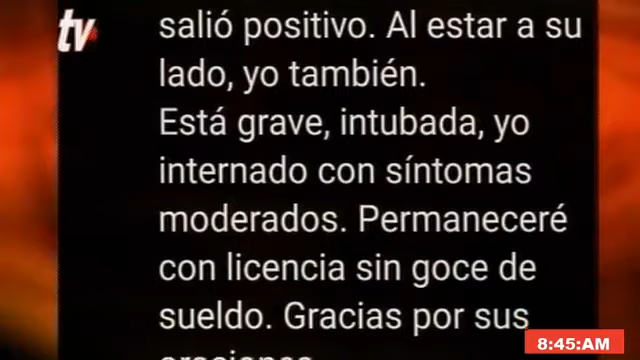 tv
salió positivo. Al estar a su
lado, yo también.
Está grave, intubada, yo
internado con síntomas
moderados. Permaneceré
con licencia sin goce de
sueldo. Gracias por sus
oraciones.
8:45:AM